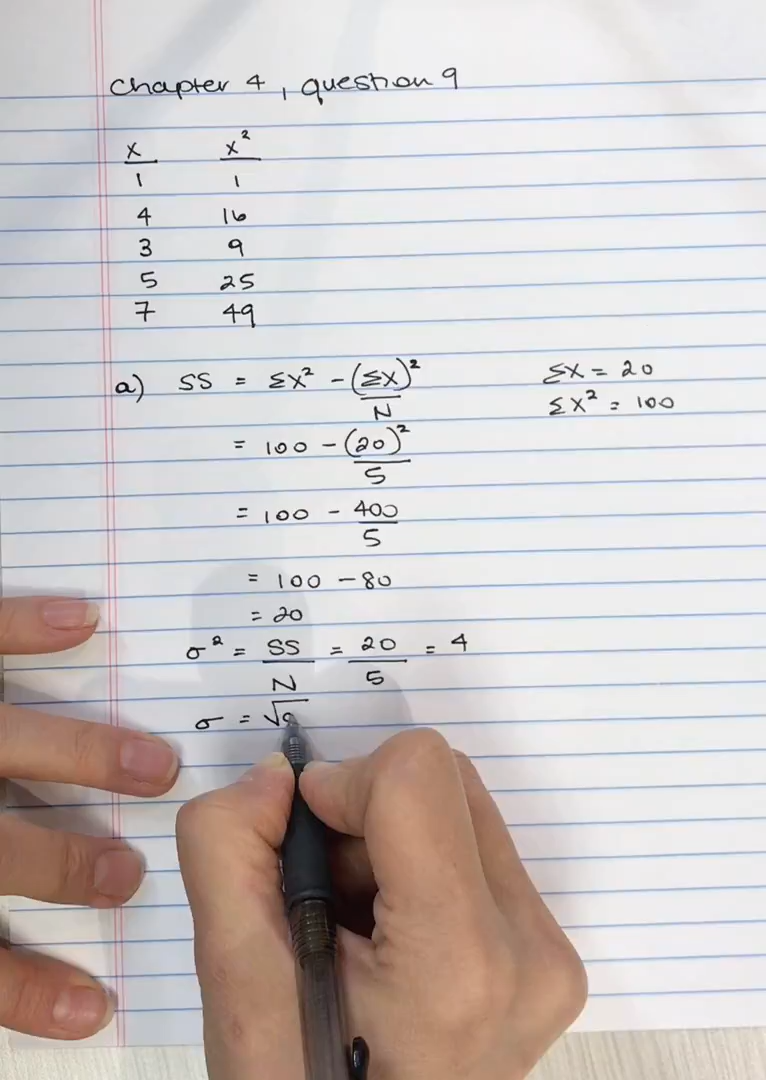 chapter 4, question 9
x x²
1 1
4 16
3 9
5 25
7 49
a) SS = ΣX² - (ΣX)²/N
ΣX = 20
ΣX² = 100
= 100 - (20)²/5
= 100 - 400/5
= 100 - 80
= 20
σ² = SS/N = 20/5 = 4
σ = √